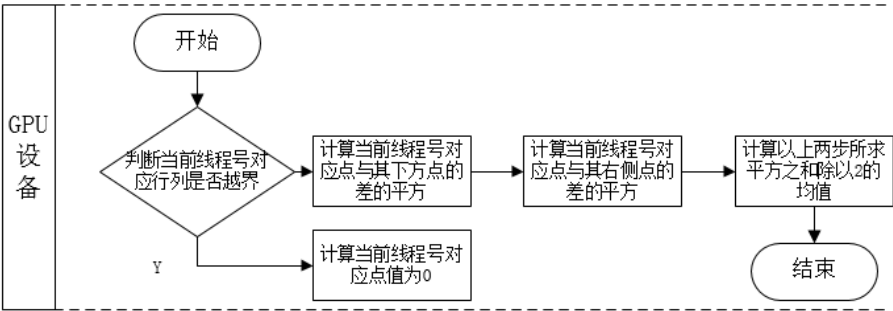 GPU
设
备
开始
判断当前线程号对
应行列是否越界
计算当前线程号对
应点与其下方点的
差的平方
计算当前线程号对
应点与其右侧点的
差的平方
计算以上两步所求
平方之和除以2的
均值
Y
计算当前线程号对
应点值为0
结束